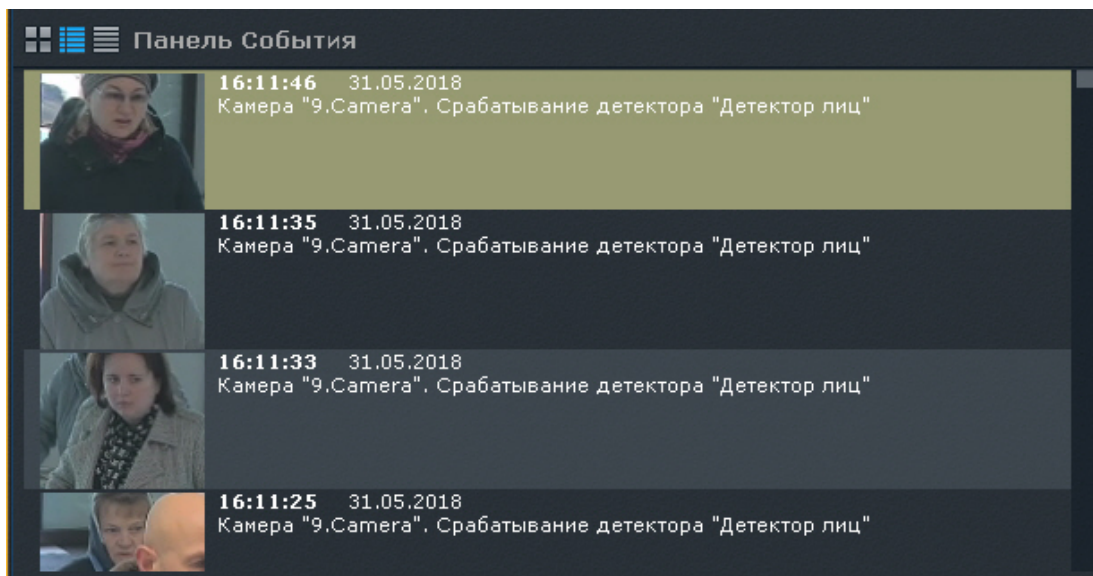 Панель События
16:11:46 31.05.2018
Камера "9.Camera". Срабатывание детектора "Детектор лиц"
16:11:35 31.05.2018
Камера "9.Camera". Срабатывание детектора "Детектор лиц"
16:11:33 31.05.2018
Камера "9.Camera". Срабатывание детектора "Детектор лиц"
16:11:25 31.05.2018
Камера "9.Camera". Срабатывание детектора "Детектор лиц"